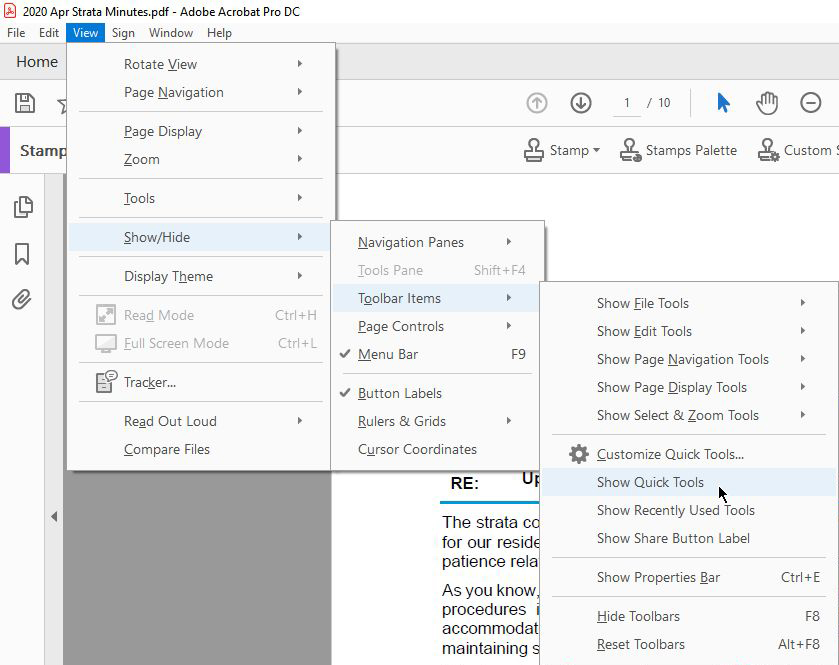 2020 Apr Strata Minutes.pdf - Adobe Acrobat Pro DC
File Edit View Sign Window Help
Home
1 / 10
Stamp
Stamp
Stamps Palette
Custom S
Rotate View
Page Navigation
Page Display
Zoom
Tools
Show/Hide
Display Theme
Read Mode Ctrl+H
Full Screen Mode Ctrl+L
Tracker...
Read Out Loud
Compare Files
Navigation Panes
Tools Pane Shift+F4
Toolbar Items
Page Controls
Menu Bar F9
Button Labels
Rulers & Grids
Cursor Coordinates
Show File Tools
Show Edit Tools
Show Page Navigation Tools
Show Page Display Tools
Show Select & Zoom Tools
Customize Quick Tools...
Show Quick Tools
Show Recently Used Tools
Show Share Button Label
Show Properties Bar Ctrl+E
Hide Toolbars F8
Reset Toolbars Alt+F8
RE: Up
The strata co
for our reside
patience rela
As you know,
procedures i
accommodat
maintaining s